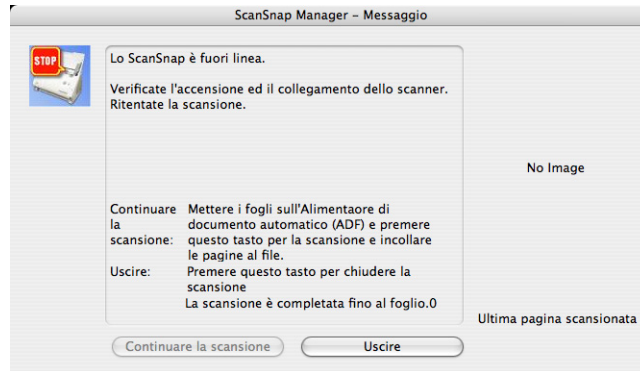 ScanSnap Manager – Messaggio
STOP
Lo ScanSnap è fuori linea.
Verificate l'accensione ed il collegamento dello scanner.
Ritentate la scansione.
No Image
Continuare la scansione: Mettere i fogli sull'Alimentaore di
documento automatico (ADF) e premere
questo tasto per la scansione e incollare
le pagine al file.
Uscire: Premere questo tasto per chiudere la
scansione
La scansione è completata fino al foglio.0
Ultima pagina scansionata
Continuare la scansione
Uscire